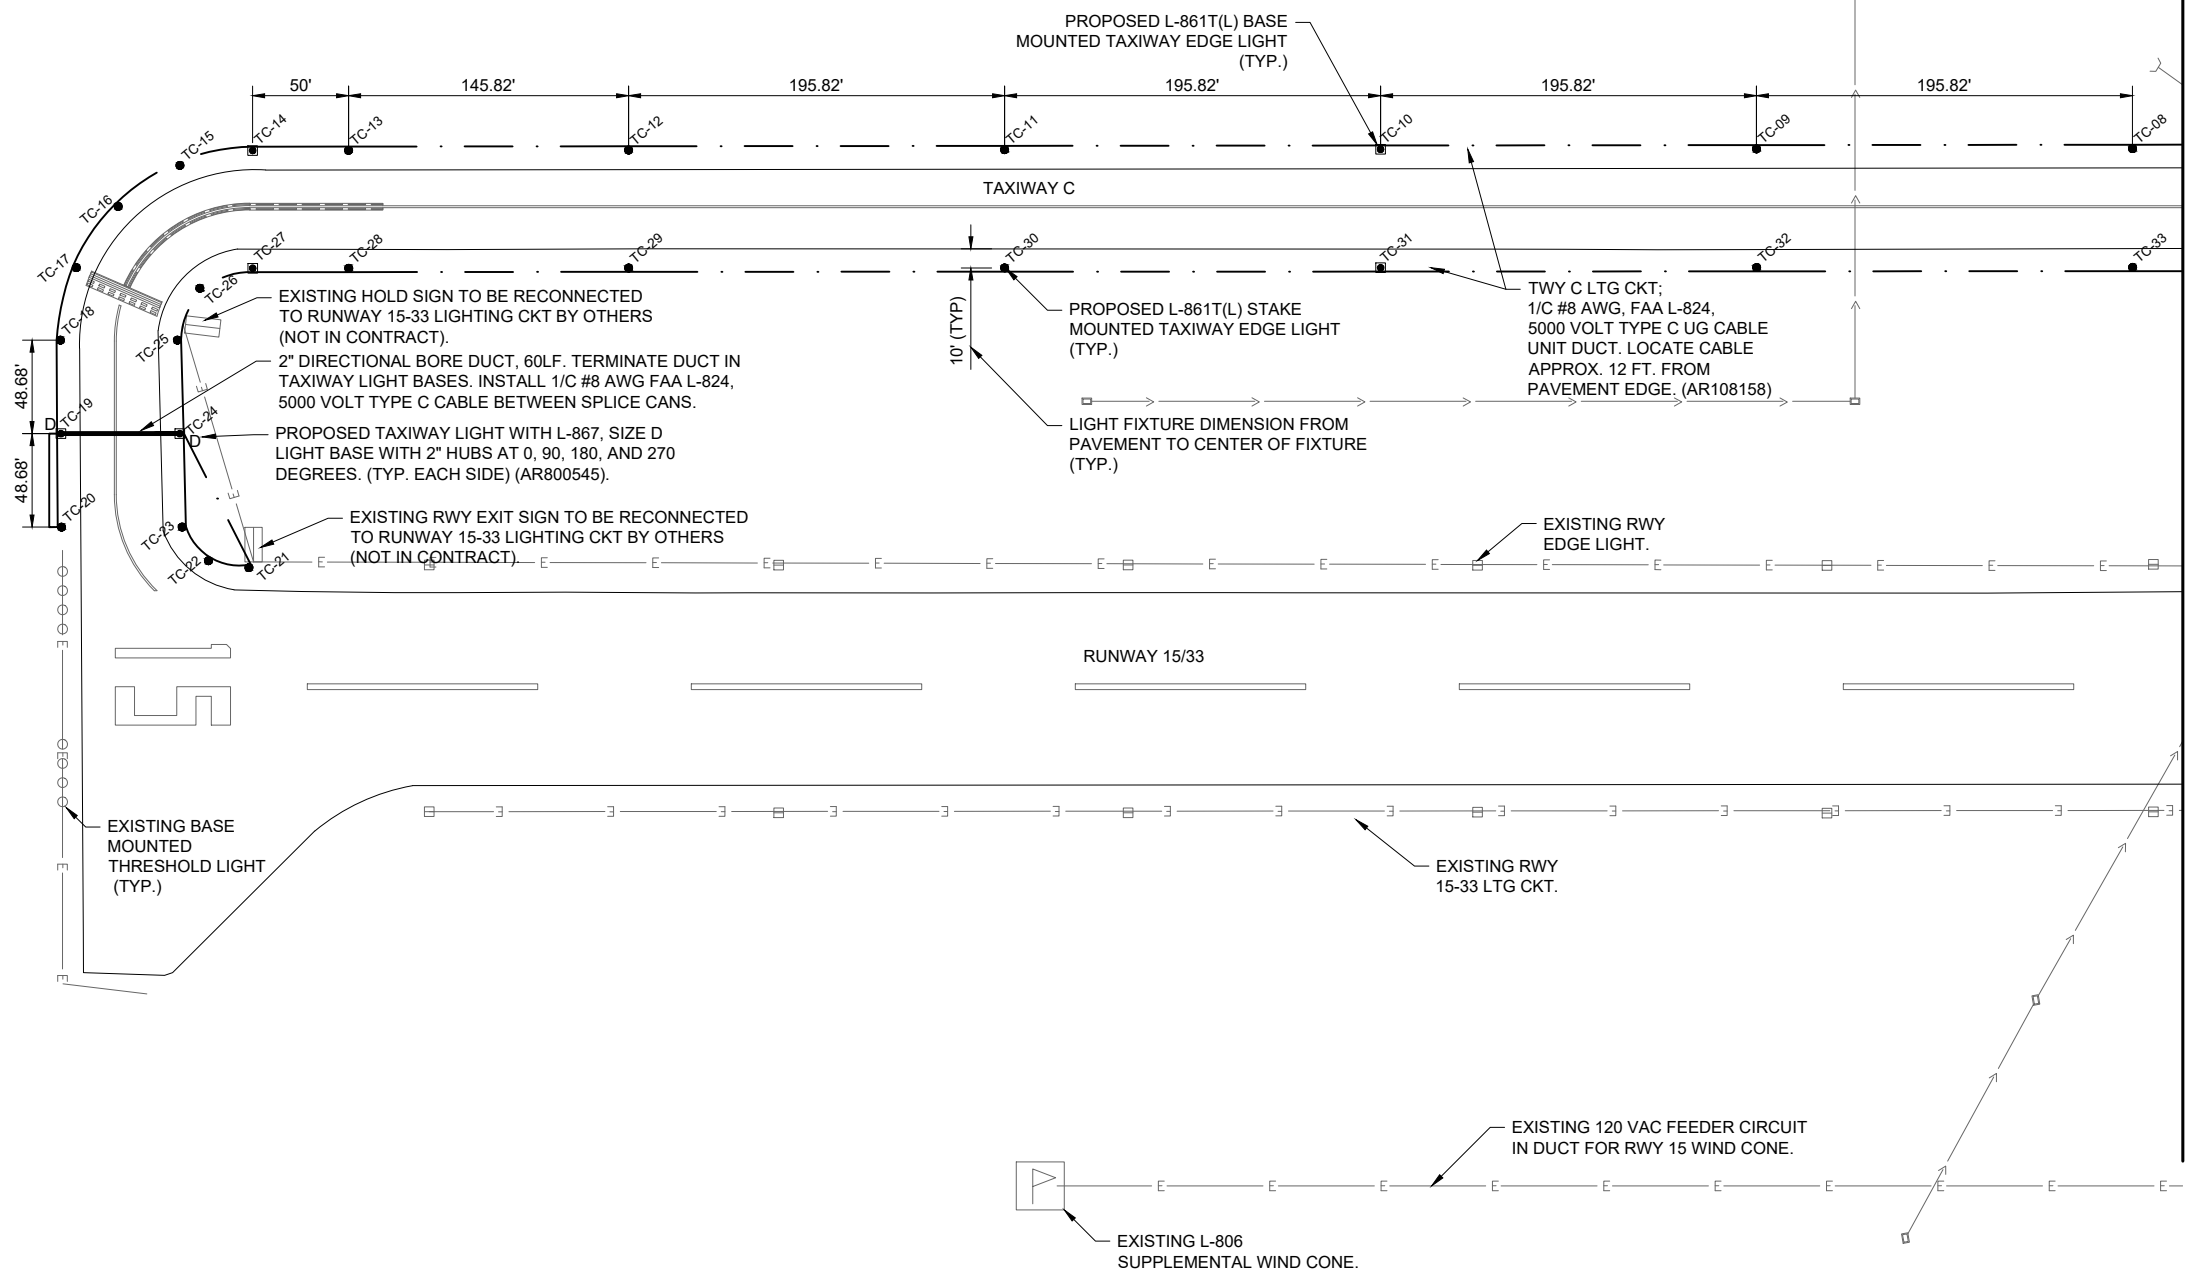 PROPOSED L-861T(L) BASE
MOUNTED TAXIWAY EDGE LIGHT
(TYP.)
50'
145.82'
195.82'
195.82'
195.82'
195.82'
TC-15
TC-14
TC-13
TC-12
TC-11
TC-10
TC-09
TC-08
TC-16
TAXIWAY C
TC-17
TC-27
TC-28
TC-29
TC-30
TC-31
TC-32
TC-33
TC-26
TC-18
TC-25
EXISTING HOLD SIGN TO BE RECONNECTED
TO RUNWAY 15-33 LIGHTING CKT BY OTHERS
(NOT IN CONTRACT).
10' (TYP)
PROPOSED L-861T(L) STAKE
MOUNTED TAXIWAY EDGE LIGHT
(TYP.)
TWY C LTG CKT;
1/C #8 AWG, FAA L-824,
5000 VOLT TYPE C UG CABLE
UNIT DUCT. LOCATE CABLE
APPROX. 12 FT. FROM
PAVEMENT EDGE. (AR108158)
2" DIRECTIONAL BORE DUCT, 60LF. TERMINATE DUCT IN
TAXIWAY LIGHT BASES. INSTALL 1/C #8 AWG FAA L-824,
5000 VOLT TYPE C CABLE BETWEEN SPLICE CANS.
48.68'
48.68'
D
TC-19
TC-24
D
PROPOSED TAXIWAY LIGHT WITH L-867, SIZE D
LIGHT BASE WITH 2" HUBS AT 0, 90, 180, AND 270
DEGREES. (TYP. EACH SIDE) (AR800545).
LIGHT FIXTURE DIMENSION FROM
PAVEMENT TO CENTER OF FIXTURE
(TYP.)
TC-20
TC-23
TC-22
TC-21
EXISTING RWY EXIT SIGN TO BE RECONNECTED
TO RUNWAY 15-33 LIGHTING CKT BY OTHERS
(NOT IN CONTRACT).
EXISTING RWY
EDGE LIGHT.
E E E E E E E E E E E E E E E E E
E
E
RUNWAY 15/33
15
E
E
E
E
E E E E E E E E E E E E E E E E
EXISTING BASE
MOUNTED
THRESHOLD LIGHT
(TYP.)
EXISTING RWY
15-33 LTG CKT.
EXISTING 120 VAC FEEDER CIRCUIT
IN DUCT FOR RWY 15 WIND CONE.
E E E E E E E E E E
EXISTING L-806
SUPPLEMENTAL WIND CONE.